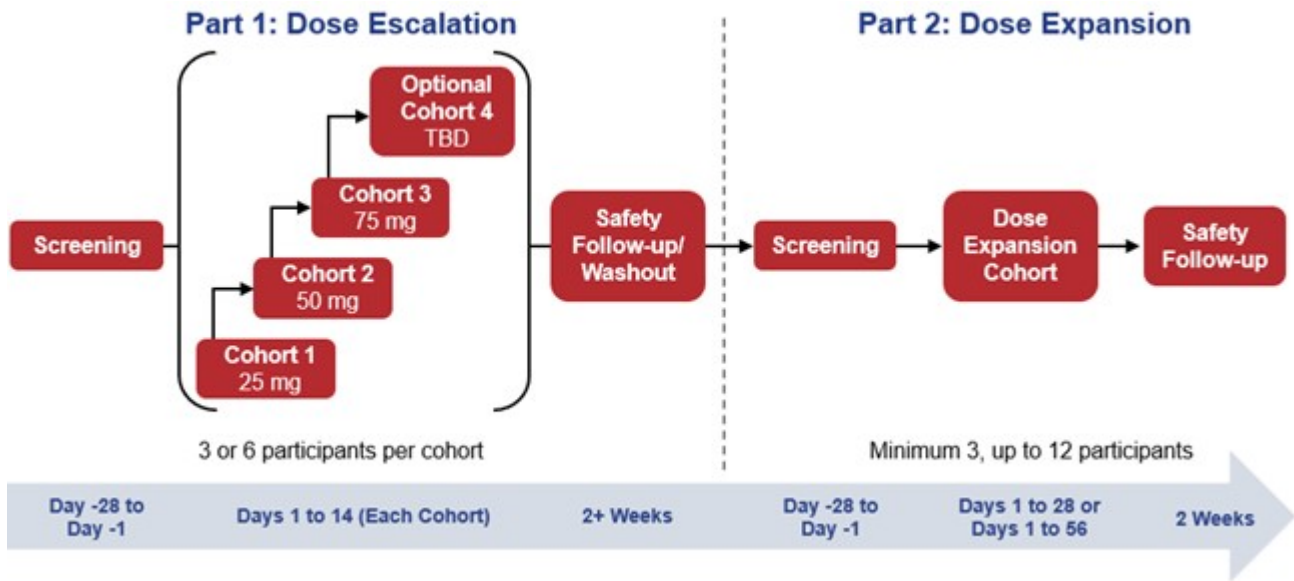 Part 1: Dose Escalation
Part 2: Dose Expansion
Screening
Optional
Cohort 4
TBD
Cohort 3
75 mg
Cohort 2
50 mg
Cohort 1
25 mg
Safety
Follow-up/
Washout
Screening
Dose
Expansion
Cohort
Safety
Follow-up
3 or 6 participants per cohort
Minimum 3, up to 12 participants
Day -28 to
Day -1
Days 1 to 14 (Each Cohort)
2+ Weeks
Day -28 to
Day -1
Days 1 to 28 or
Days 1 to 56
2 Weeks